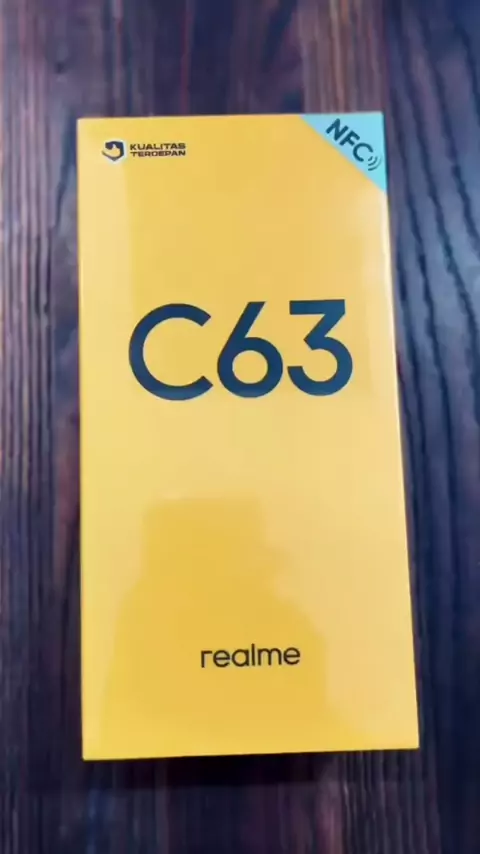 KUALITAS
TERDEPAN
NFC
C63
realme